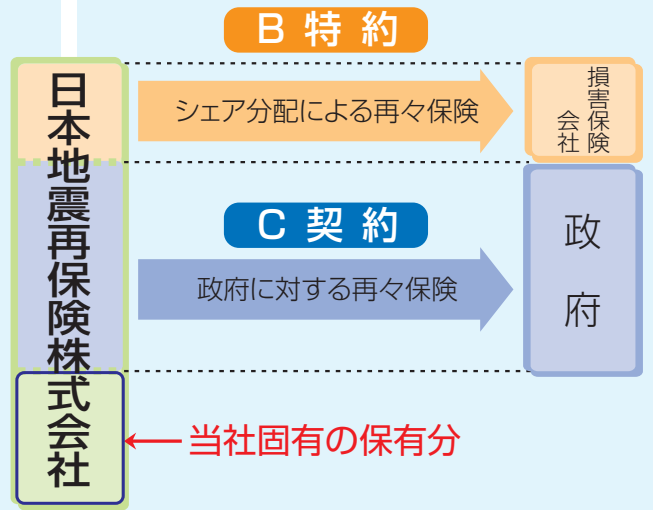 B特約
日本地震再保険株式会社
シェア分配による再々保険
損害保険
会社
C契約
政府に対する再々保険
政府
当社固有の保有分